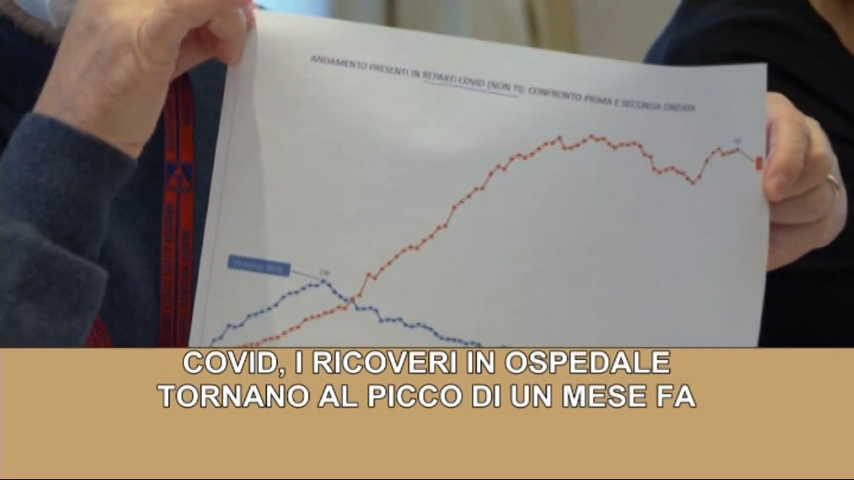 ANDAMENTO PRESENTI IN REPARTI COVID (NON TI): CONFRONTO PRIMA E SECONDA ONDATA
COVID, I RICOVERI IN OSPEDALE
TORNANO AL PICCO DI UN MESE FA